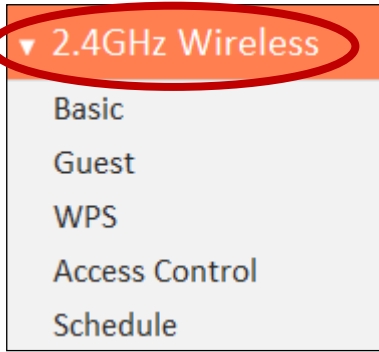 ▼ 2.4GHz Wireless
Basic
Guest
WPS
Access Control
Schedule